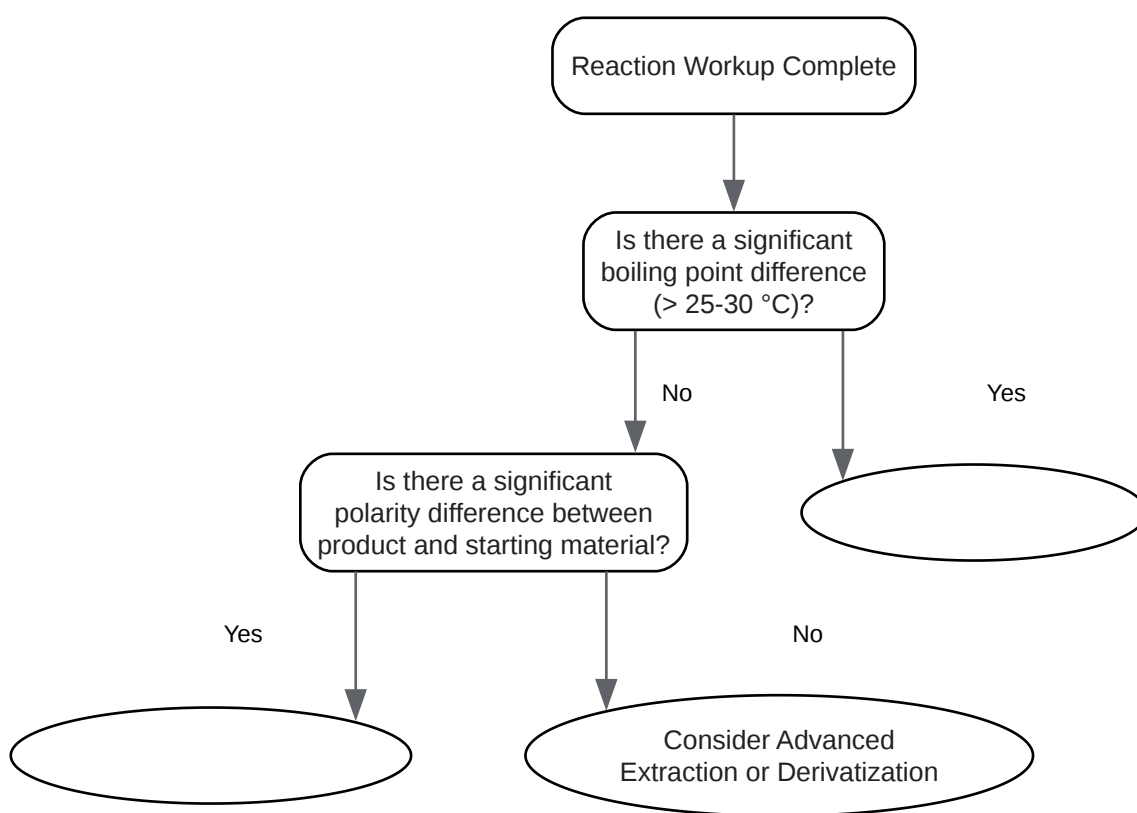 Reaction Workup Complete
Is there a significant
boiling point difference
(> 25-30 °C)?
No
Yes
Is there a significant
polarity difference between
product and starting material?
Yes
No
Consider Advanced
Extraction or Derivatization